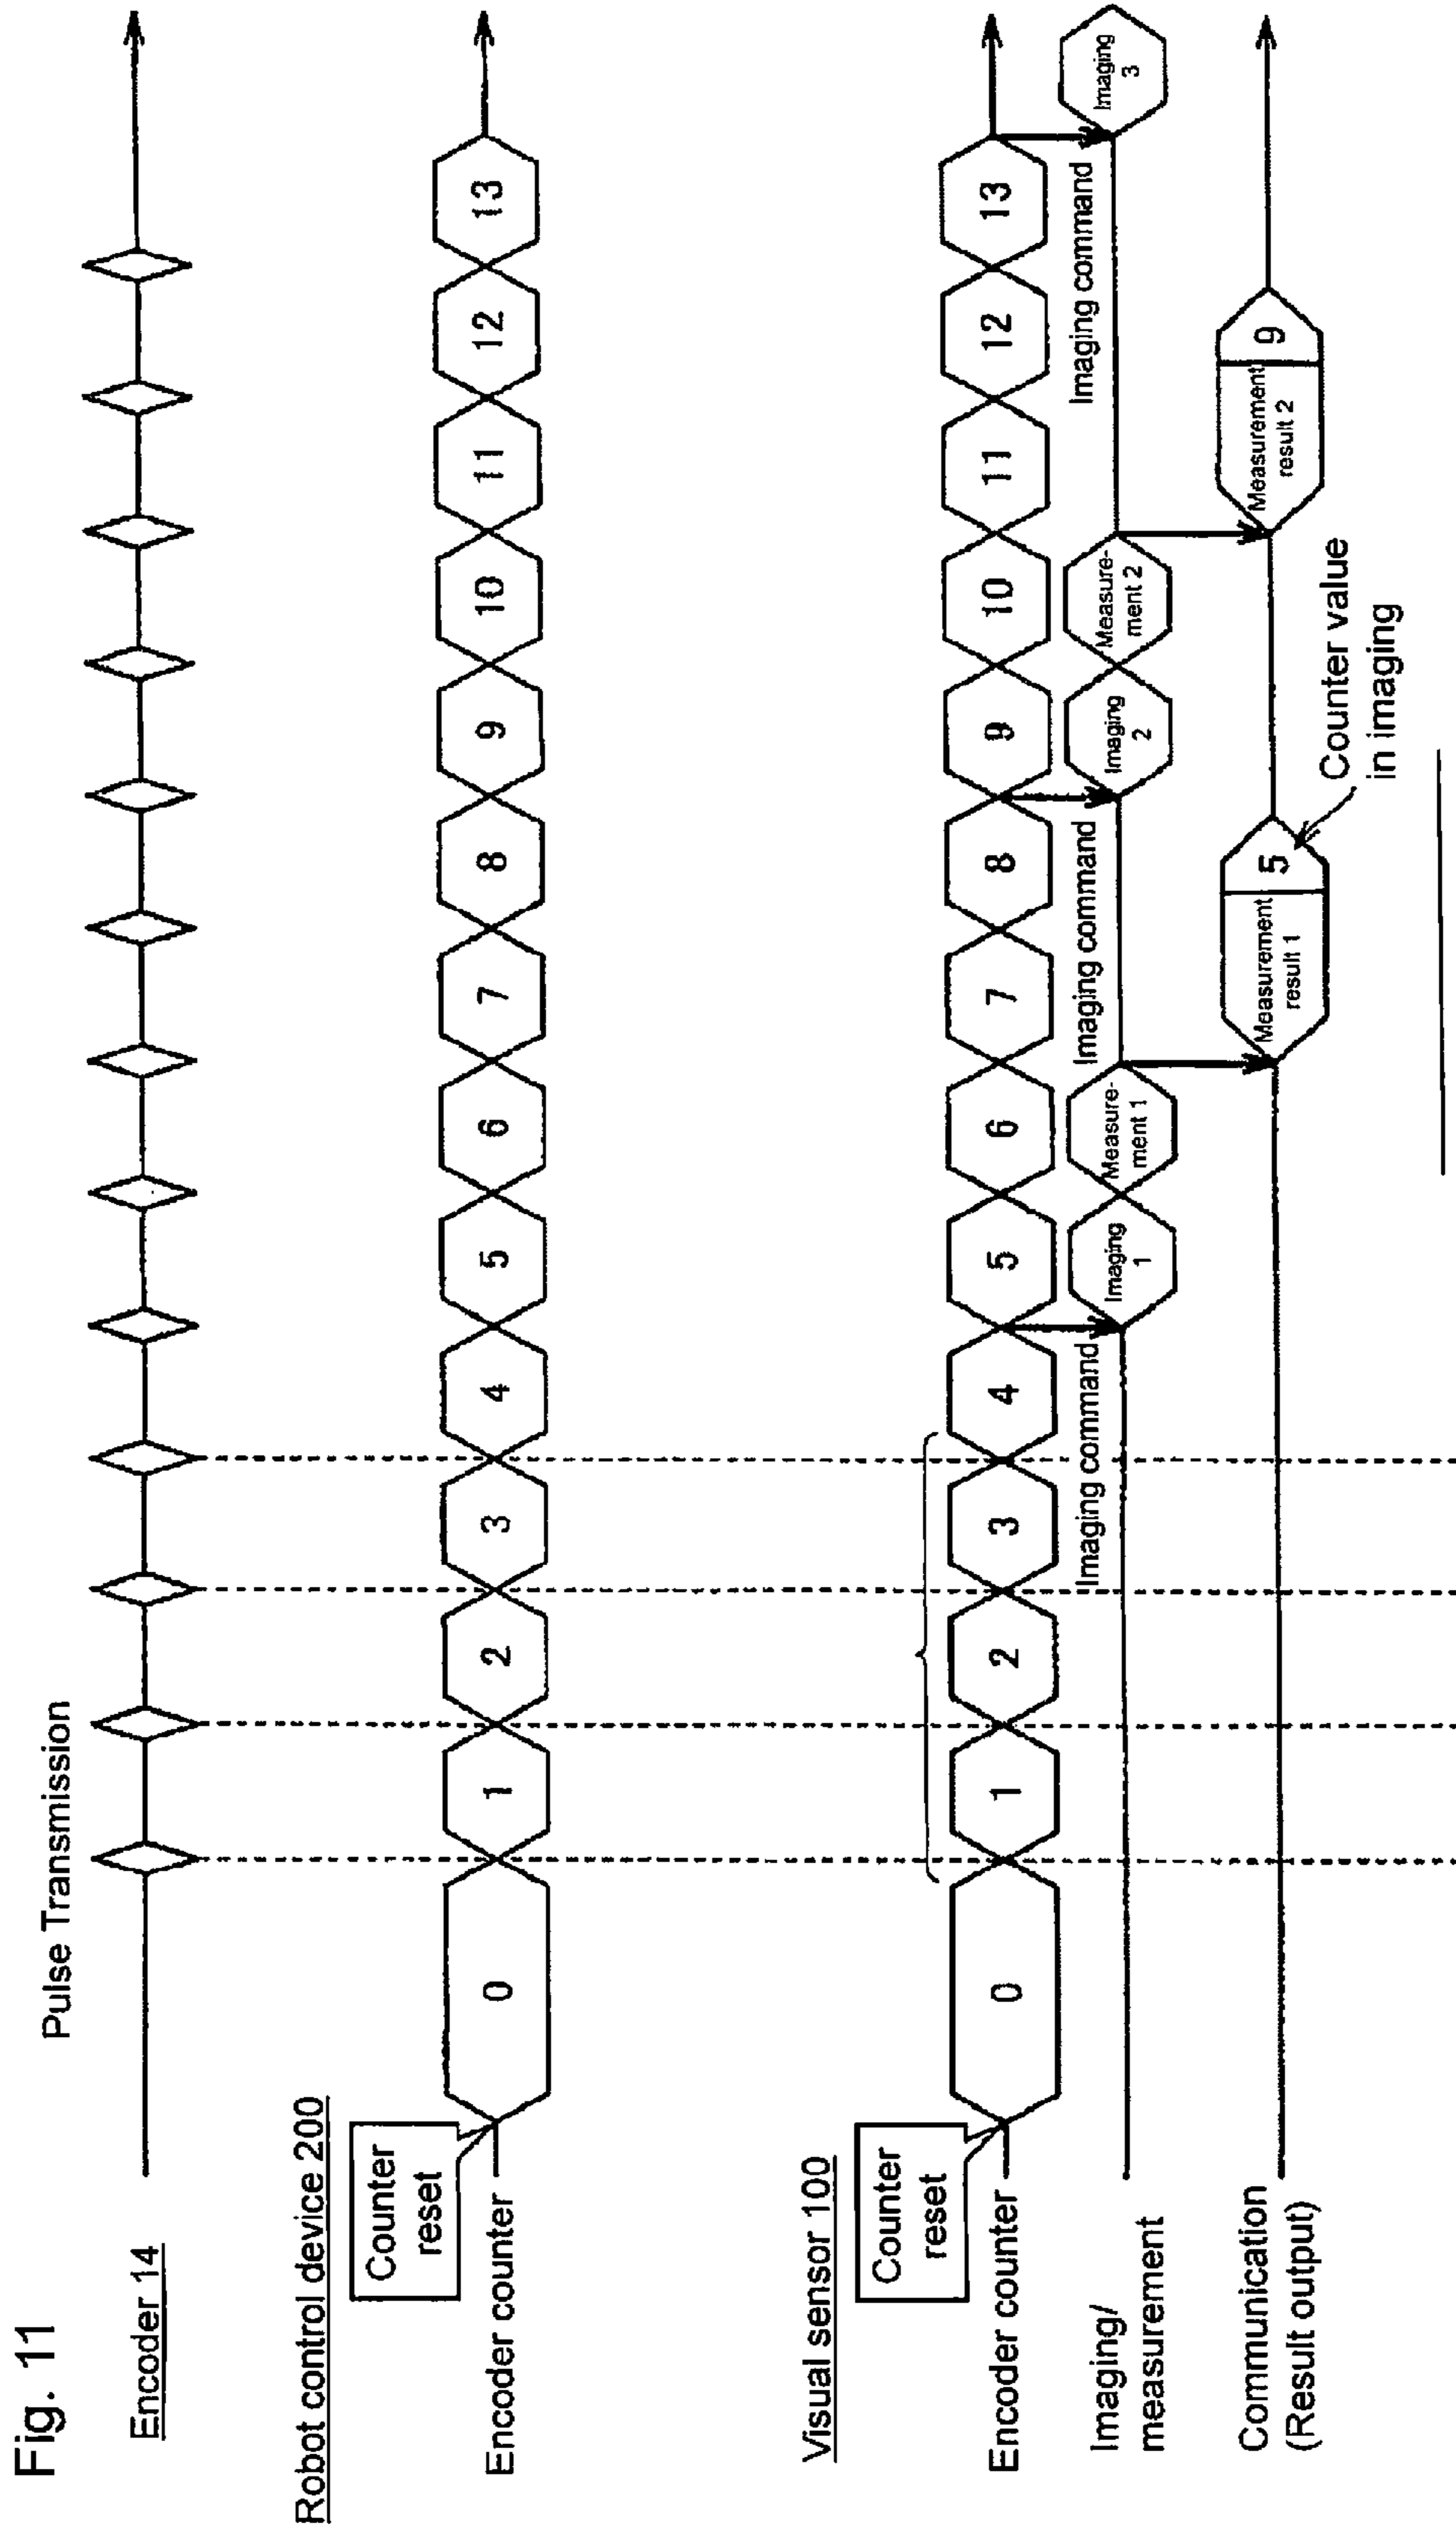 Fig. 11
Pulse Transmission
Encoder 14
Robot control device 200
Counter
reset
Encoder counter
0
1
2
3
4
5
6
7
8
9
10
11
12
13
Visual sensor 100
Counter
reset
Encoder counter
0
1
2
3
4
5
6
7
8
9
10
11
12
13
Imaging command
Imaging command
Imaging command
Imaging/
measurement
Imaging
1
Measure-
ment 1
Imaging
2
Measure-
ment 2
Imaging
3
Communication
(Result output)
Measurement
result 1
5
Measurement
result 2
9
Counter value
in imaging